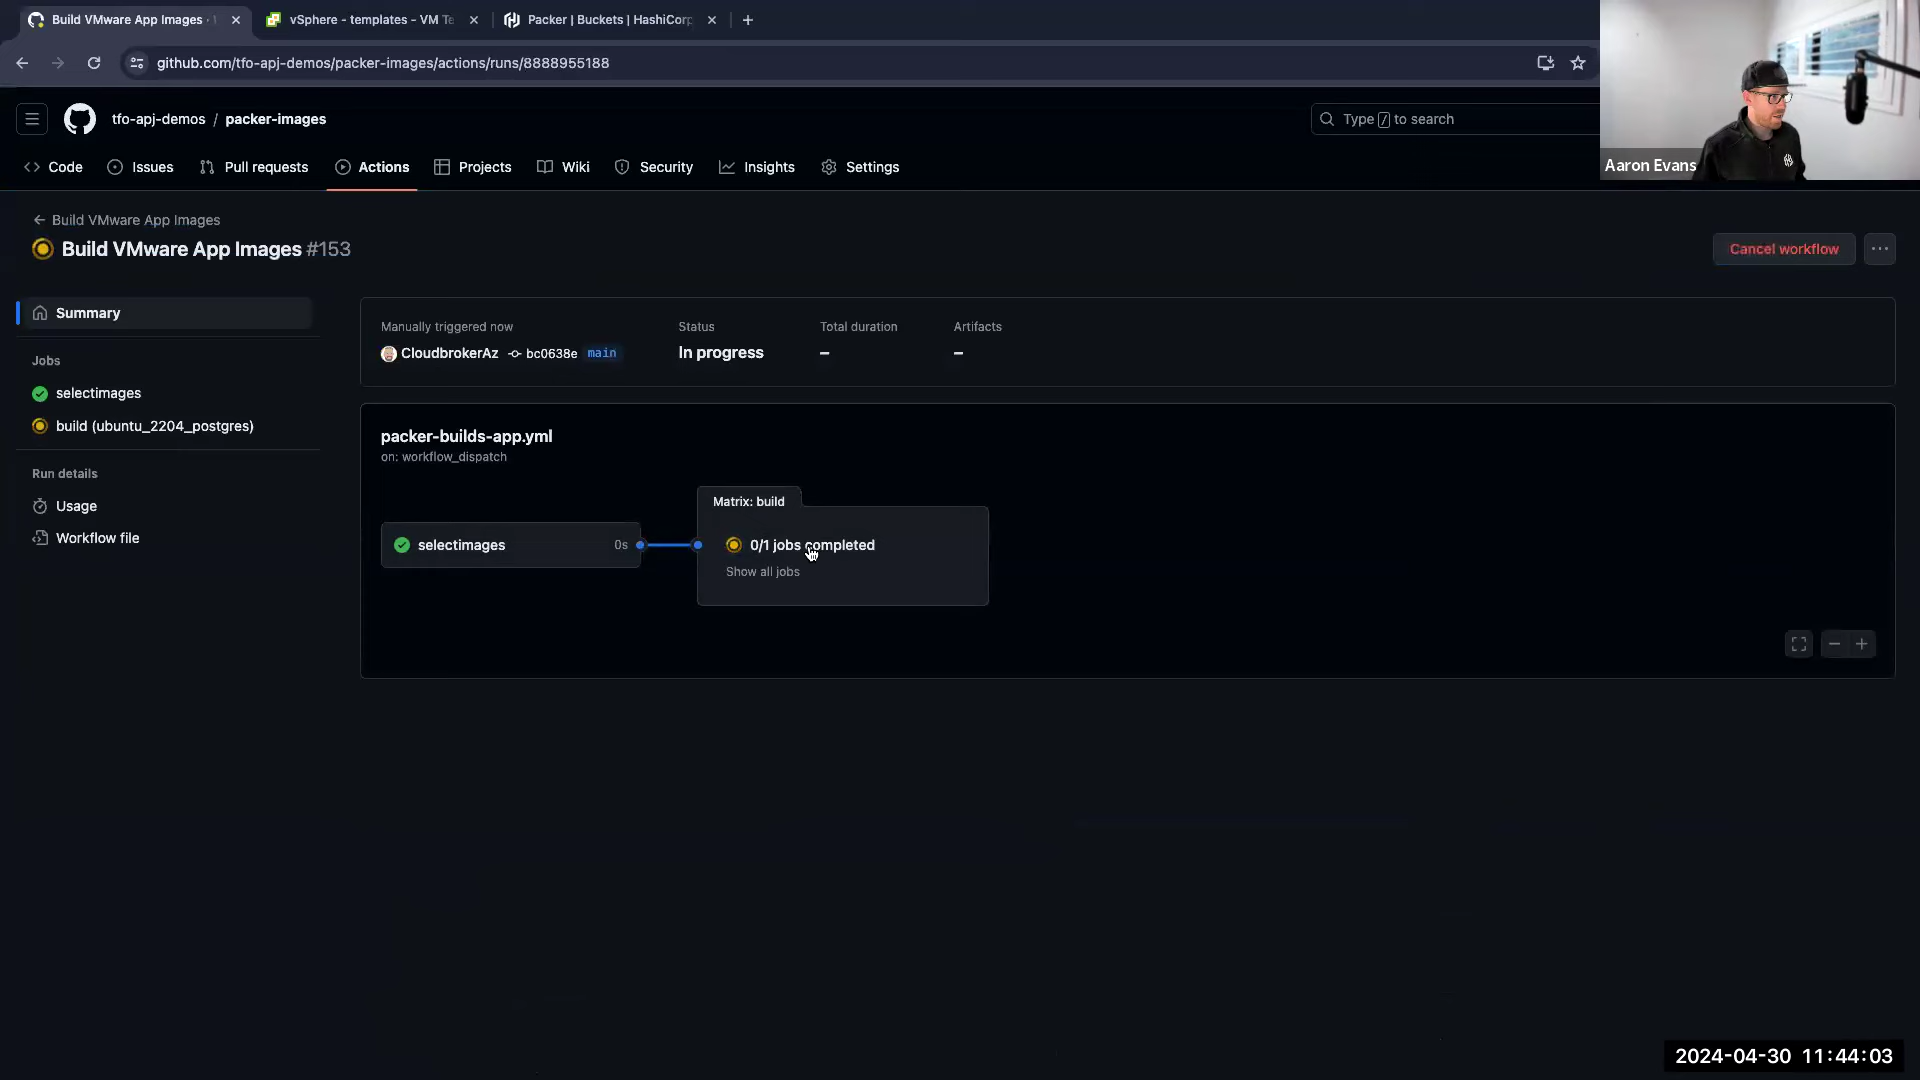 Build VMware App Images ·
vSphere - templates - VM Te
Packer | Buckets | HashiCorp
github.com/tfo-apj-demos/packer-images/actions/runs/8888955188
tfo-apj-demos / packer-images
Type / to search
Code
Issues
Pull requests
Actions
Projects
Wiki
Security
Insights
Settings
Aaron Evans
Build VMware App Images
Build VMware App Images #153
Cancel workflow
Summary
Jobs
selectimages
build (ubuntu_2204_postgres)
Run details
Usage
Workflow file
Manually triggered now
CloudbrokerAz bc0638e main
Status
In progress
Total duration
–
Artifacts
–
packer-builds-app.yml
on: workflow_dispatch
selectimages 0s
Matrix: build
0/1 jobs completed
Show all jobs
2024-04-30 11:44:03